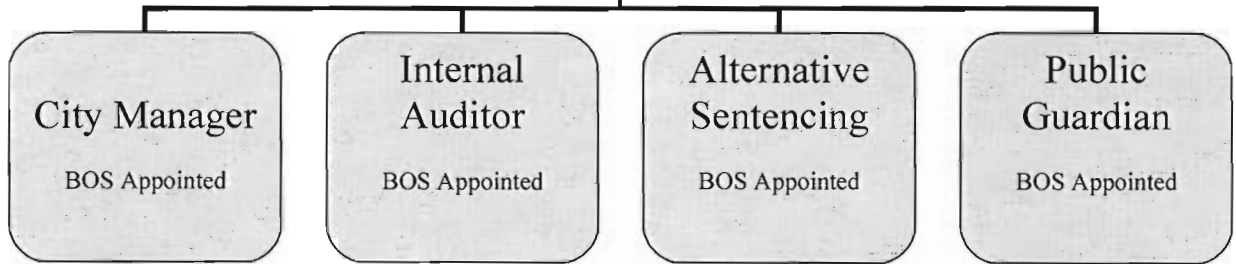 City Manager
BOS Appointed
Internal
Auditor
BOS Appointed
Alternative
Sentencing
BOS Appointed
Public
Guardian
BOS Appointed